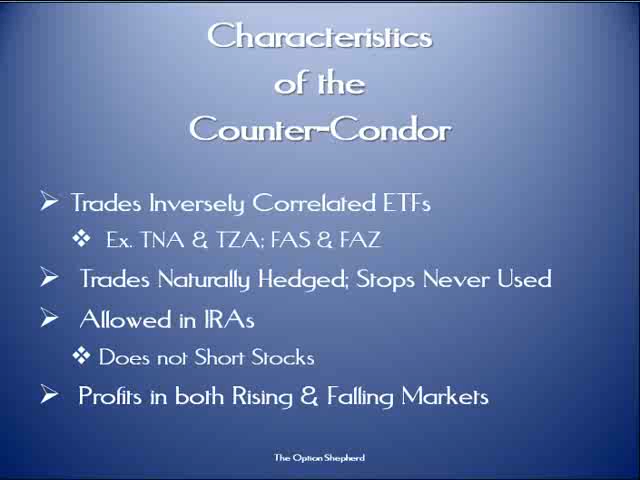 Characteristics
of the
Counter-Condor
Trades Inversely Correlated ETFs
Ex. TNA & TZA; FAS & FAZ
Trades Naturally Hedged; Stops Never Used
Allowed in IRAs
Does not Short Stocks
Profits in both Rising & Falling Markets
The Option Shepherd